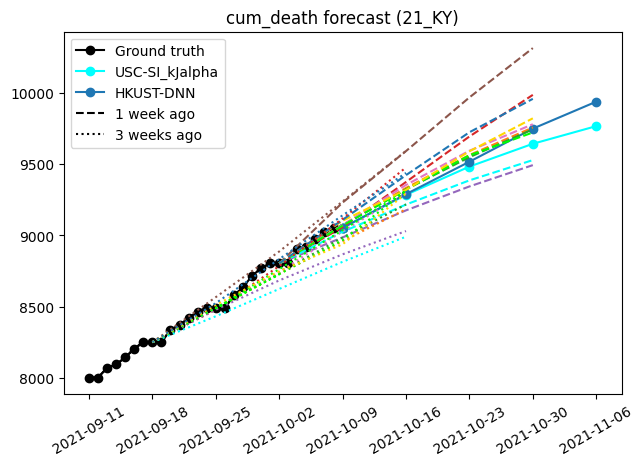 cum_death forecast (21_KY)
Ground truth
USC-SI_kJalpha
HKUST-DNN
1 week ago
3 weeks ago
10000
9500
9000
8500
8000
2021-09-11
2021-09-18
2021-09-25
2021-10-02
2021-10-09
2021-10-16
2021-10-23
2021-10-30
2021-11-06